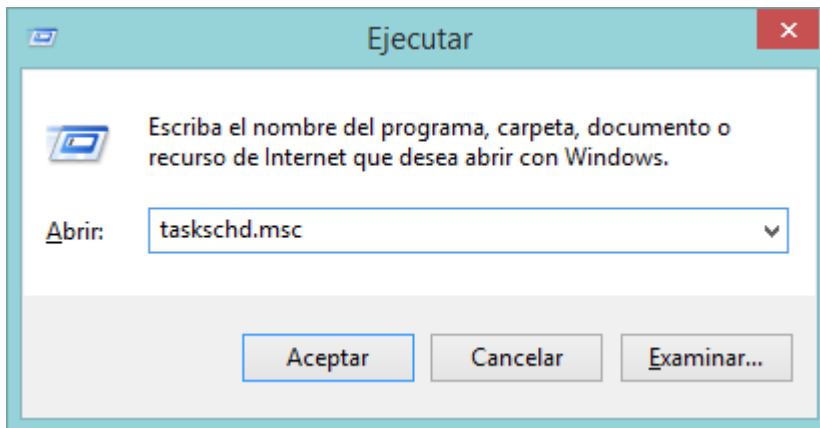 Ejecutar
Escriba el nombre del programa, carpeta, documento o
recurso de Internet que desea abrir con Windows.
Abrir: taskschd.msc
Aceptar Cancelar Examinar...